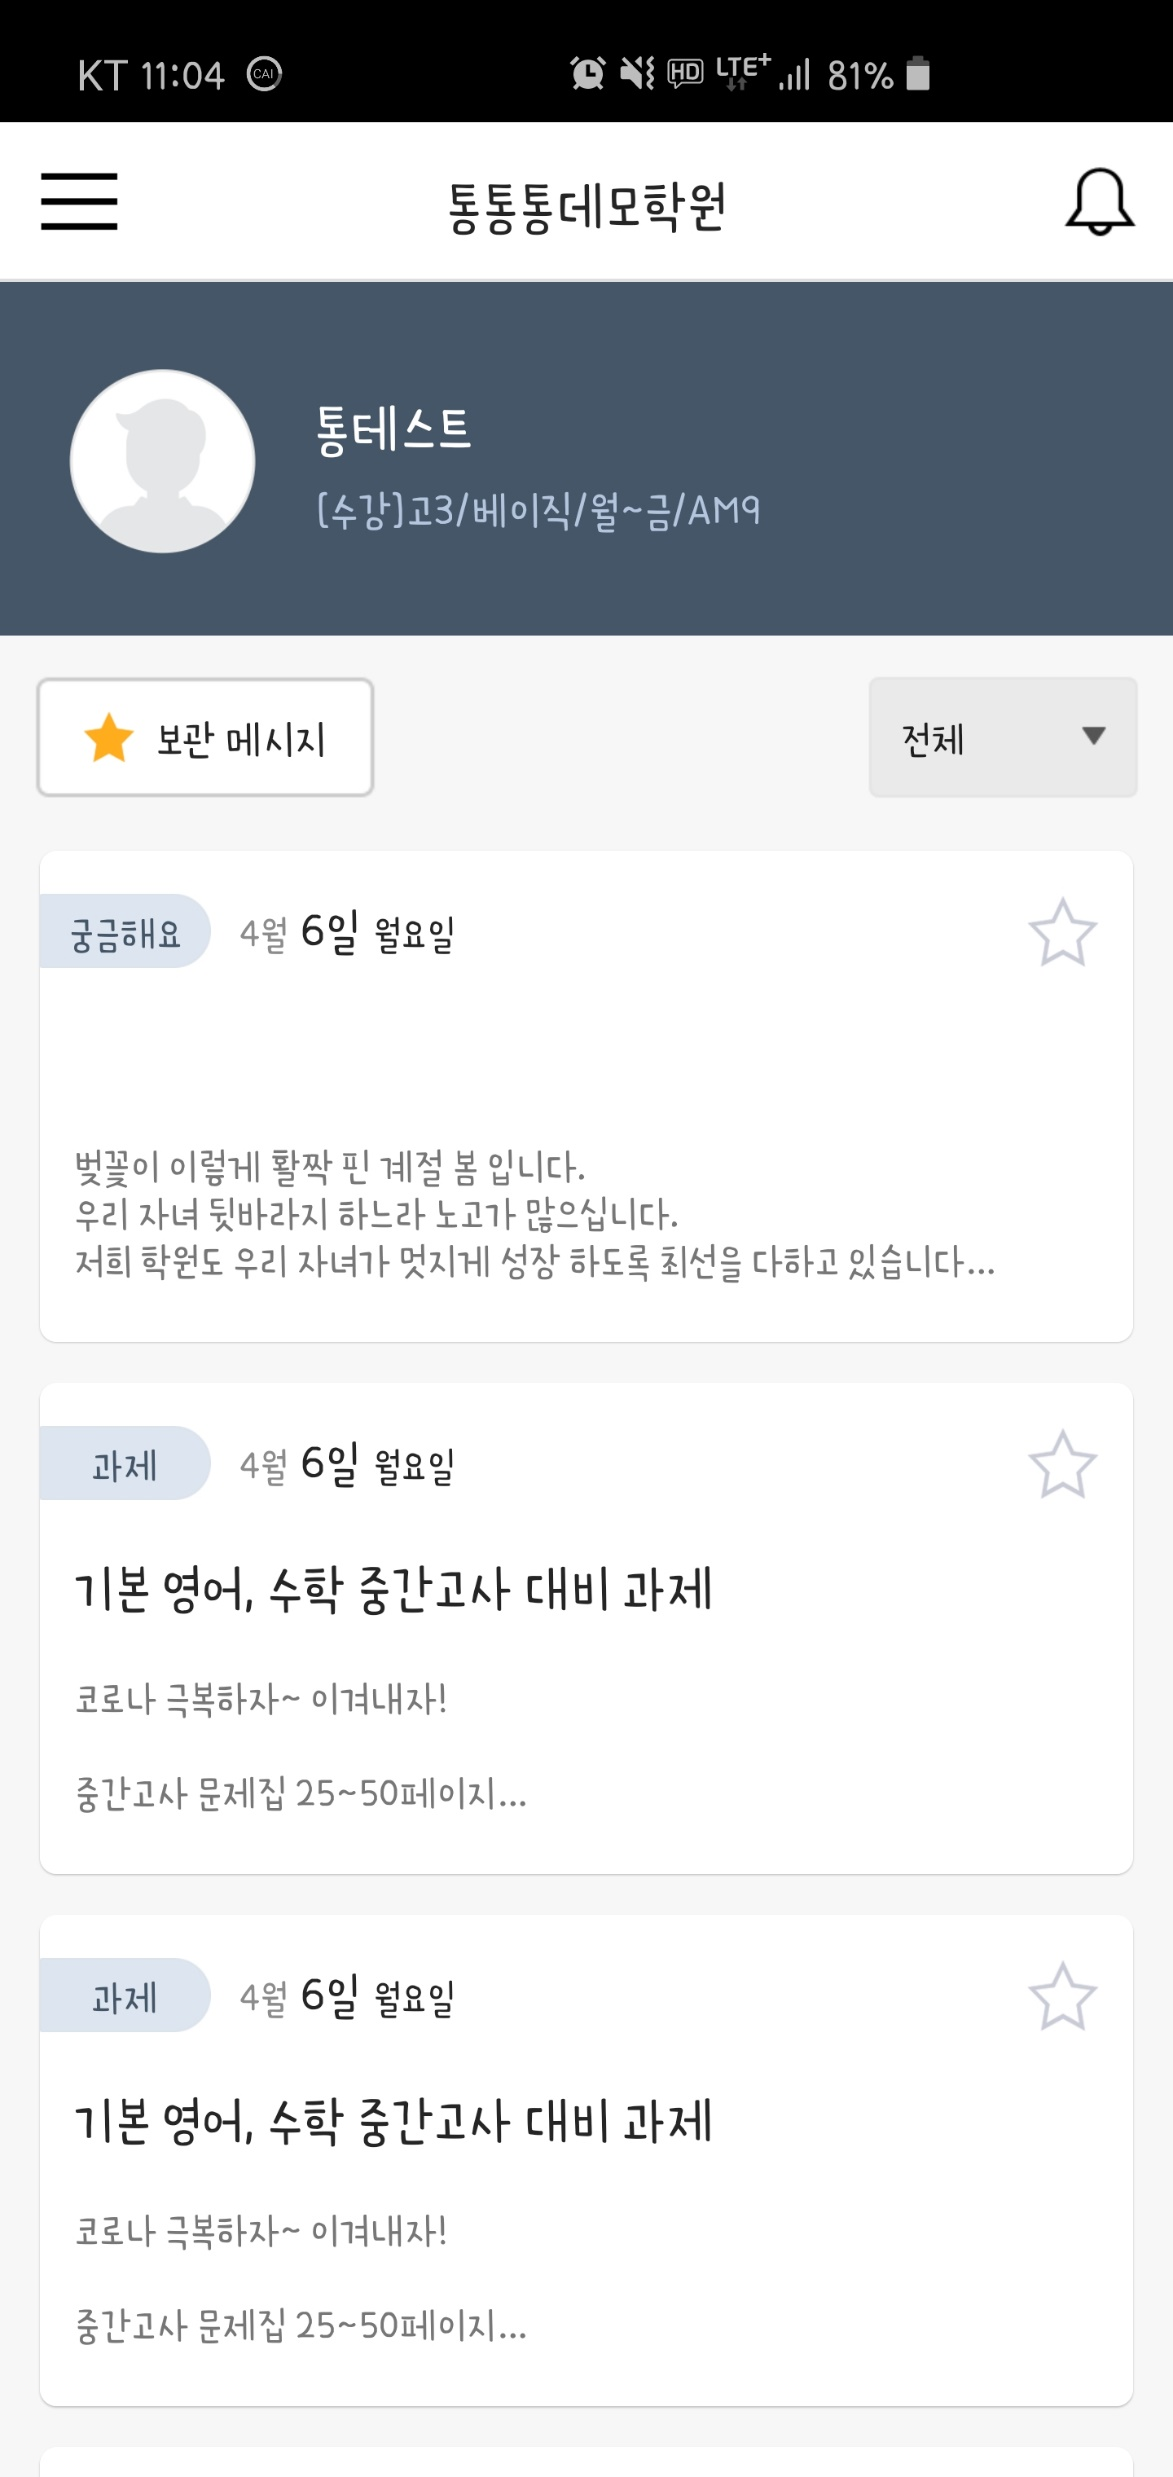 KT 11:04 CAI HD LTE+ 81%
통통통데모학원
통테스트
[수강]고3/베이직/월~금/AM9
보관 메시지
전체
궁금해요 4월 6일 월요일
벚꽃이 이렇게 활짝 핀 계절 봄 입니다.
우리 자녀 뒷바라지 하느라 노고가 많으십니다.
저희 학원도 우리 자녀가 멋지게 성장 하도록 최선을 다하고 있습니다...
과제 4월 6일 월요일
기본 영어, 수학 중간고사 대비 과제
코로나 극복하자~ 이겨내자!
중간고사 문제집 25~50페이지...
과제 4월 6일 월요일
기본 영어, 수학 중간고사 대비 과제
코로나 극복하자~ 이겨내자!
중간고사 문제집 25~50페이지...